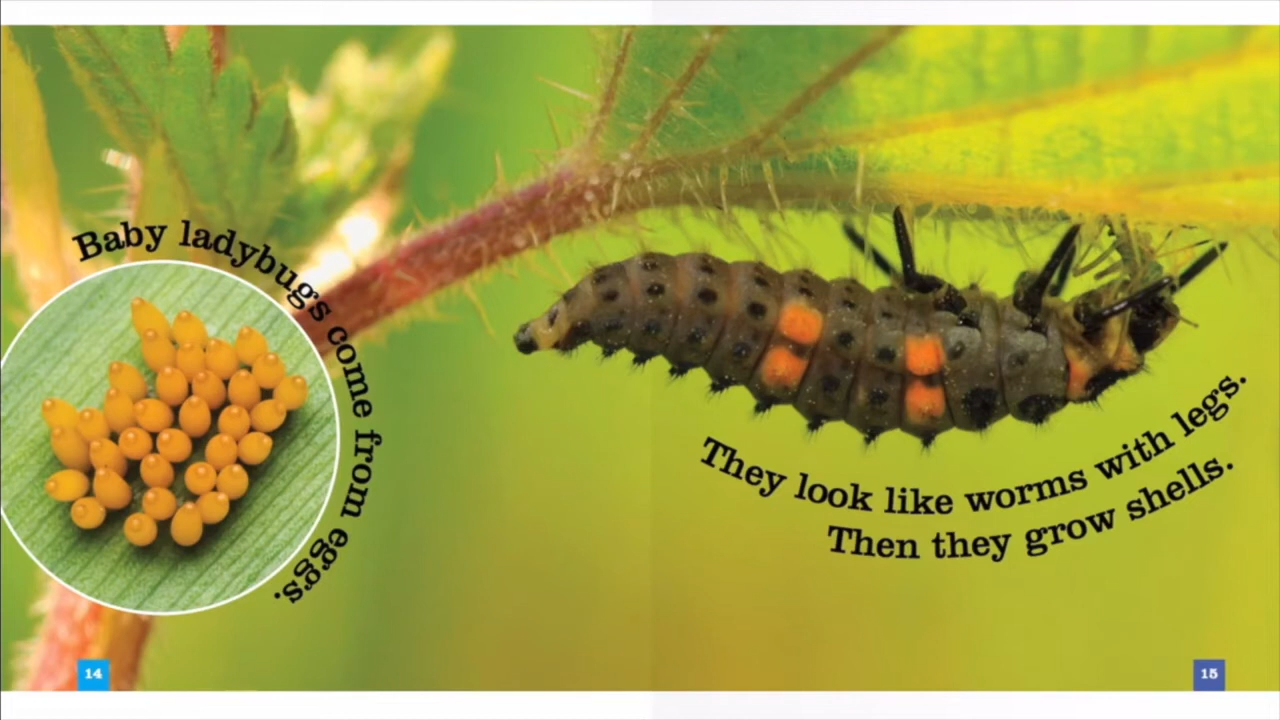 Baby ladybugs come from eggs.
They look like worms with legs.
Then they grow shells.
14
15